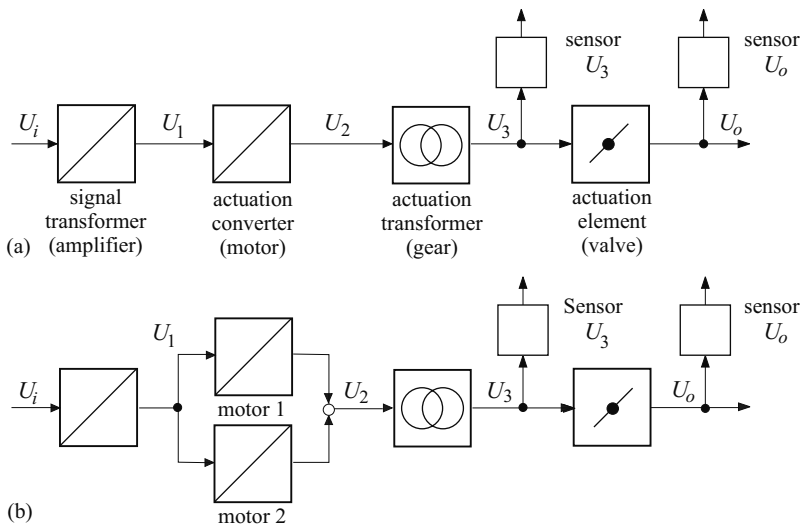 sensor
U₃
sensor
Uₒ
Uᵢ
U₁
U₂
U₃
Uₒ
signal
transformer
(amplifier)
actuation
converter
(motor)
actuation
transformer
(gear)
actuation
element
(valve)
(a)
Sensor
U₃
sensor
Uₒ
Uᵢ
U₁
motor 1
U₂
U₃
Uₒ
motor 2
(b)